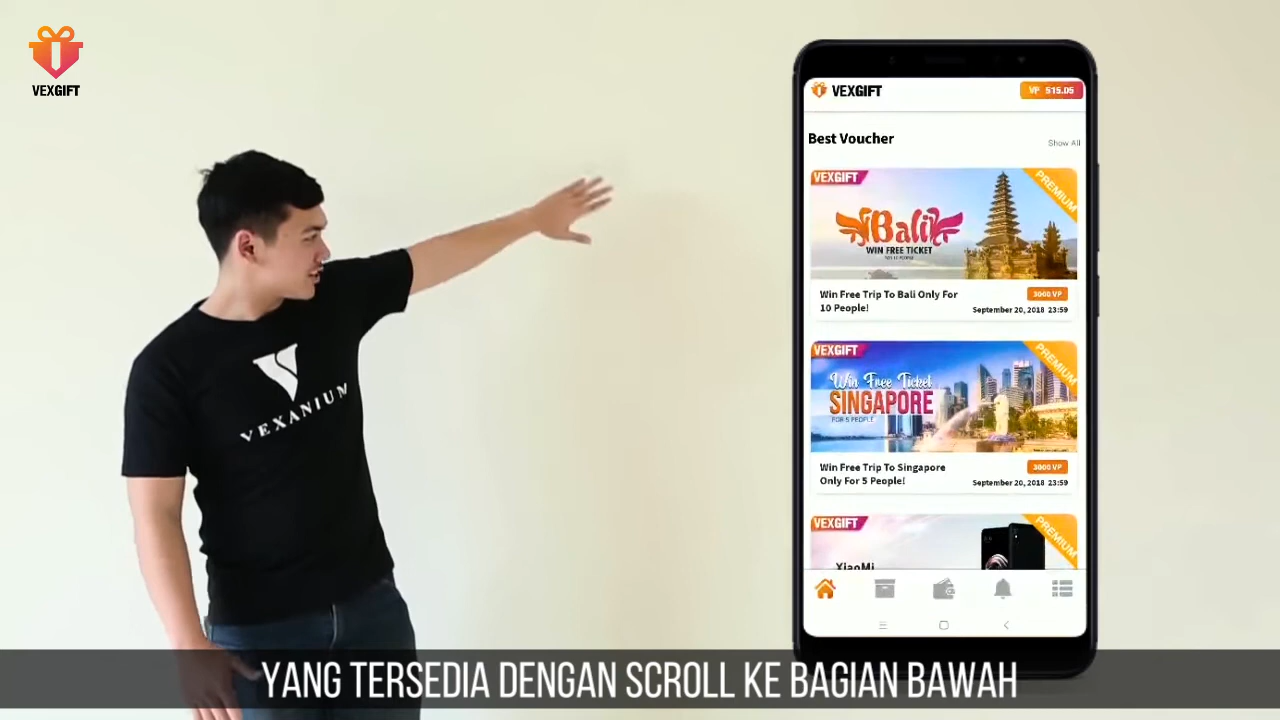 VEXGIFT
VEXANIUM
VEXGIFT
VP 515.05
Best Voucher
Show All
VEXGIFT
PREMIUM
Bali
WIN FREE TICKET
Win Free Trip To Bali Only For
10 People!
3000 VP
September 20, 2018 23:59
VEXGIFT
PREMIUM
Win Free Ticket
SINGAPORE
FOR 5 PEOPLE
Win Free Trip To Singapore
Only For 5 People!
3000 VP
September 20, 2018 23:59
VEXGIFT
PREMIUM
XiaoMi
YANG TERSEDIA DENGAN SCROLL KE BAGIAN BAWAH